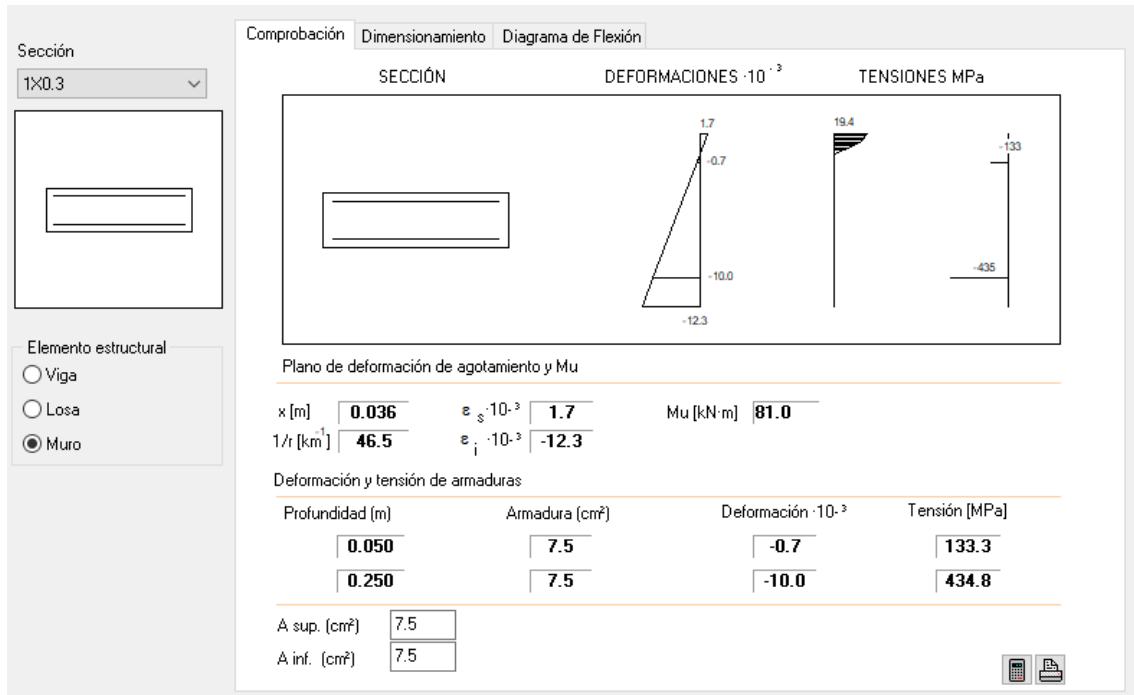 Sección
1X0.3
Elemento estructural
Viga
Losa
Muro
Comprobación Dimensionamiento Diagrama de Flexión
SECCIÓN DEFORMACIONES ·10 ⁻³ TENSIONES MPa
1.7 19.4
-0.7 -133
-10.0 -435
-12.3
Plano de deformación de agotamiento y Mu
x [m] 0.036 ε s ·10-³ 1.7 Mu [kN·m] 81.0
1/r [km⁻¹] 46.5 ε i ·10-³ -12.3
Deformación y tensión de armaduras
Profundidad (m) Armadura (cm²) Deformación ·10-³ Tensión [MPa]
0.050 7.5 -0.7 133.3
0.250 7.5 -10.0 434.8
A sup. (cm²) 7.5
A inf. (cm²) 7.5